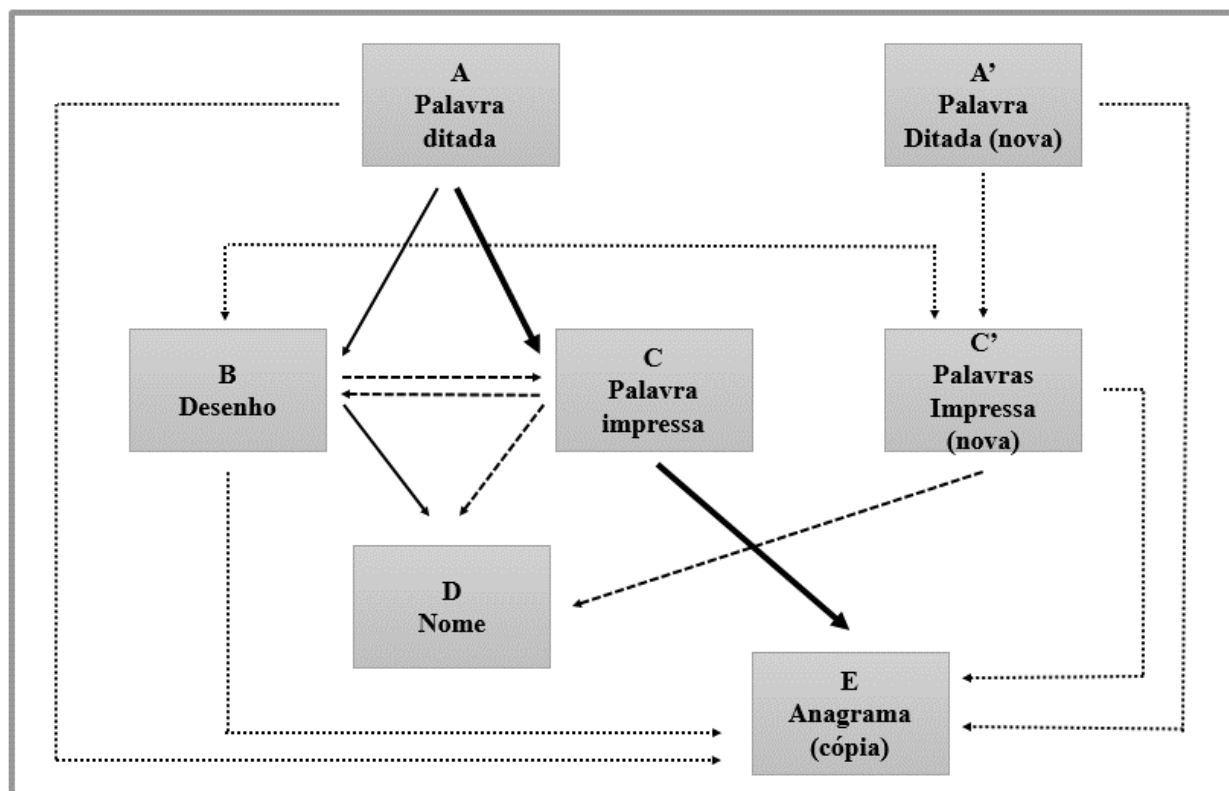 A
Palavra
ditada
A’
Palavra
Ditada (nova)
B
Desenho
C
Palavra
impressa
C’
Palavras
Impressa
(nova)
D
Nome
E
Anagrama
(cópia)